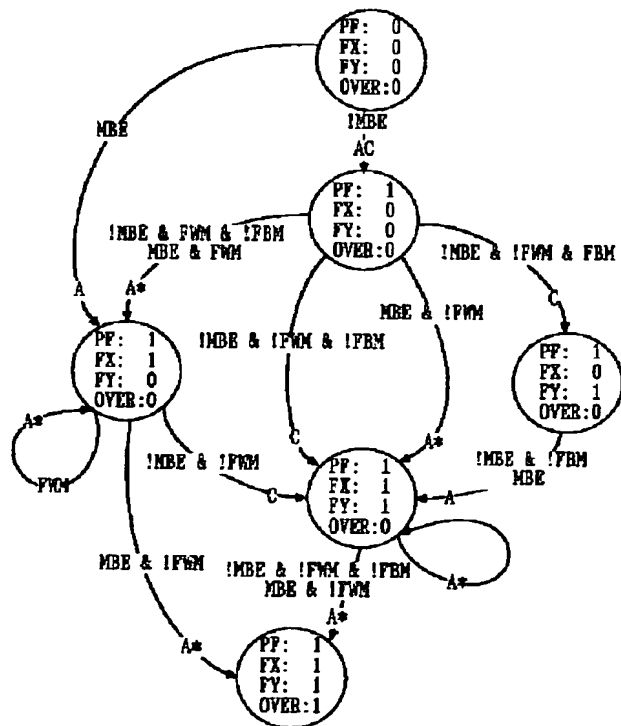 PF: 0
FX: 0
FY: 0
OVER:0
MBE
!MBE
AC
PF: 1
FX: 0
FY: 0
OVER:0
!MBE & FWM & !FBM
MBE & FWM
!MBE & !FWM & FBM
A
A*
C
MBE & !FWM
!MBE & !FWM & !FBM
PF: 1
FX: 1
FY: 0
OVER:0
PF: 1
FX: 0
FY: 1
OVER:0
A*
FWM
!MBE & !FWM
C
C
A*
!MBE & !FBM
MBE
A
PF: 1
FX: 1
FY: 1
OVER:0
MBE & !FWM
!MBE & !FWM & !FBM
MBE & !FWM
A*
A*
A*
PF: 1
FX: 1
FY: 1
OVER:1